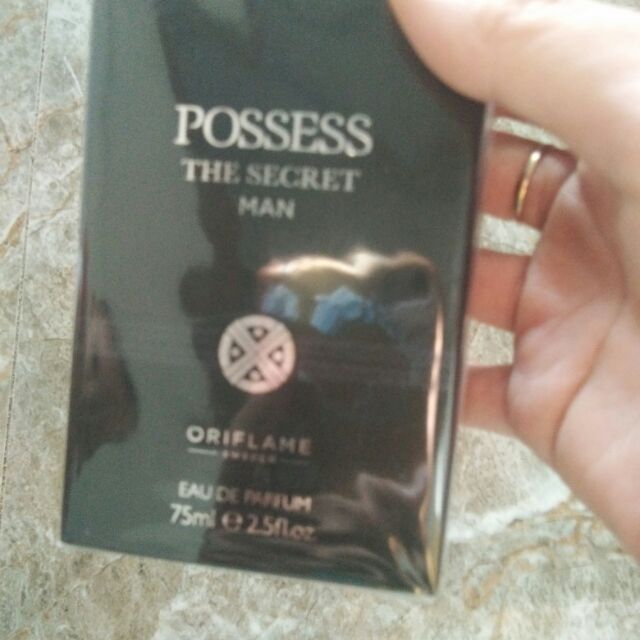 POSSESS
THE SECRET
MAN
ORIFLAME
SWEDEN
EAU DE PARFUM
75ml e 2.5fl.oz